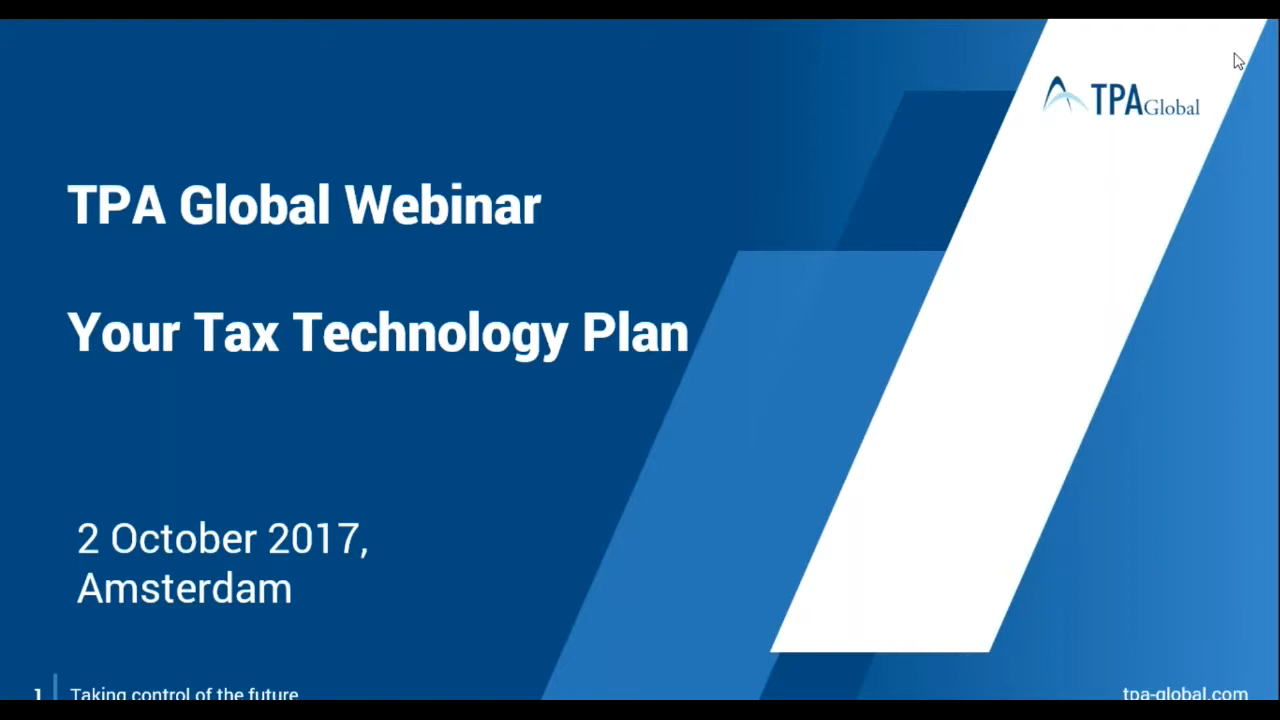 TPA Global
TPA Global Webinar
Your Tax Technology Plan
2 October 2017,
Amsterdam
1 Taking control of the future
tpa-global.com